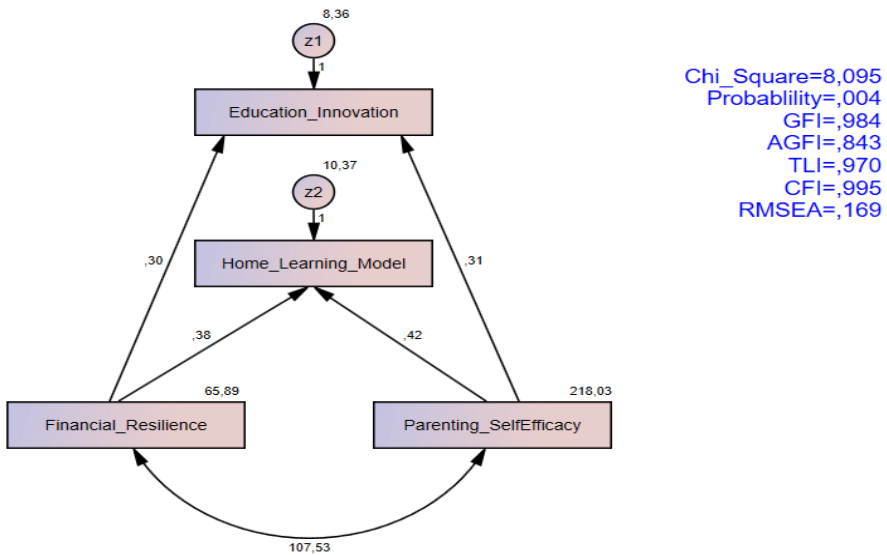 8,36
z1
1
Education_Innovation
10,37
z2
1
Home_Learning_Model
,30
,31
,38
,42
65,89
218,03
Financial_Resilience
Parenting_SelfEfficacy
107,53
Chi_Square=8,095
Probablility=,004
GFI=,984
AGFI=,843
TLI=,970
CFI=,995
RMSEA=,169